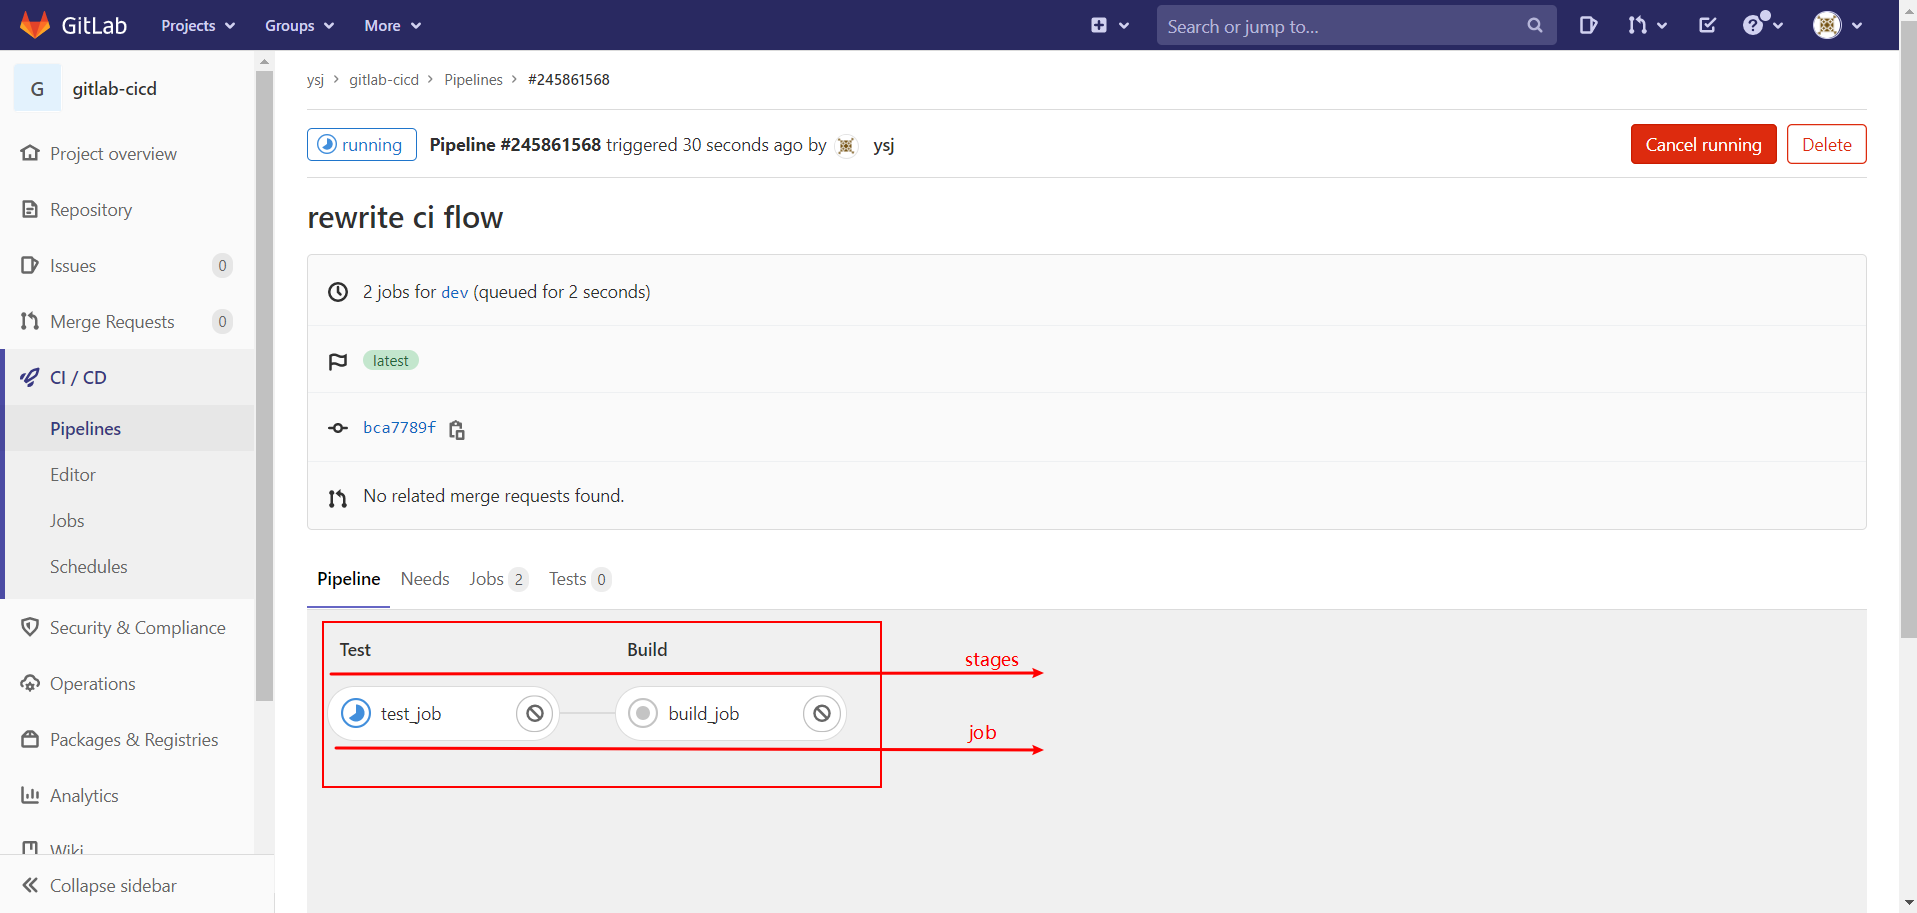 GitLab Projects Groups More Search or jump to...
G gitlab-cicd
Project overview
Repository
Issues 0
Merge Requests 0
CI / CD
Pipelines
Editor
Jobs
Schedules
Security & Compliance
Operations
Packages & Registries
Analytics
Wiki
Collapse sidebar
ysj > gitlab-cicd > Pipelines > #245861568
running Pipeline #245861568 triggered 30 seconds ago by ysj Cancel running Delete
rewrite ci flow
2 jobs for dev (queued for 2 seconds)
latest
bca7789f
No related merge requests found.
Pipeline Needs Jobs 2 Tests 0
Test Build
stages
test_job build_job
job